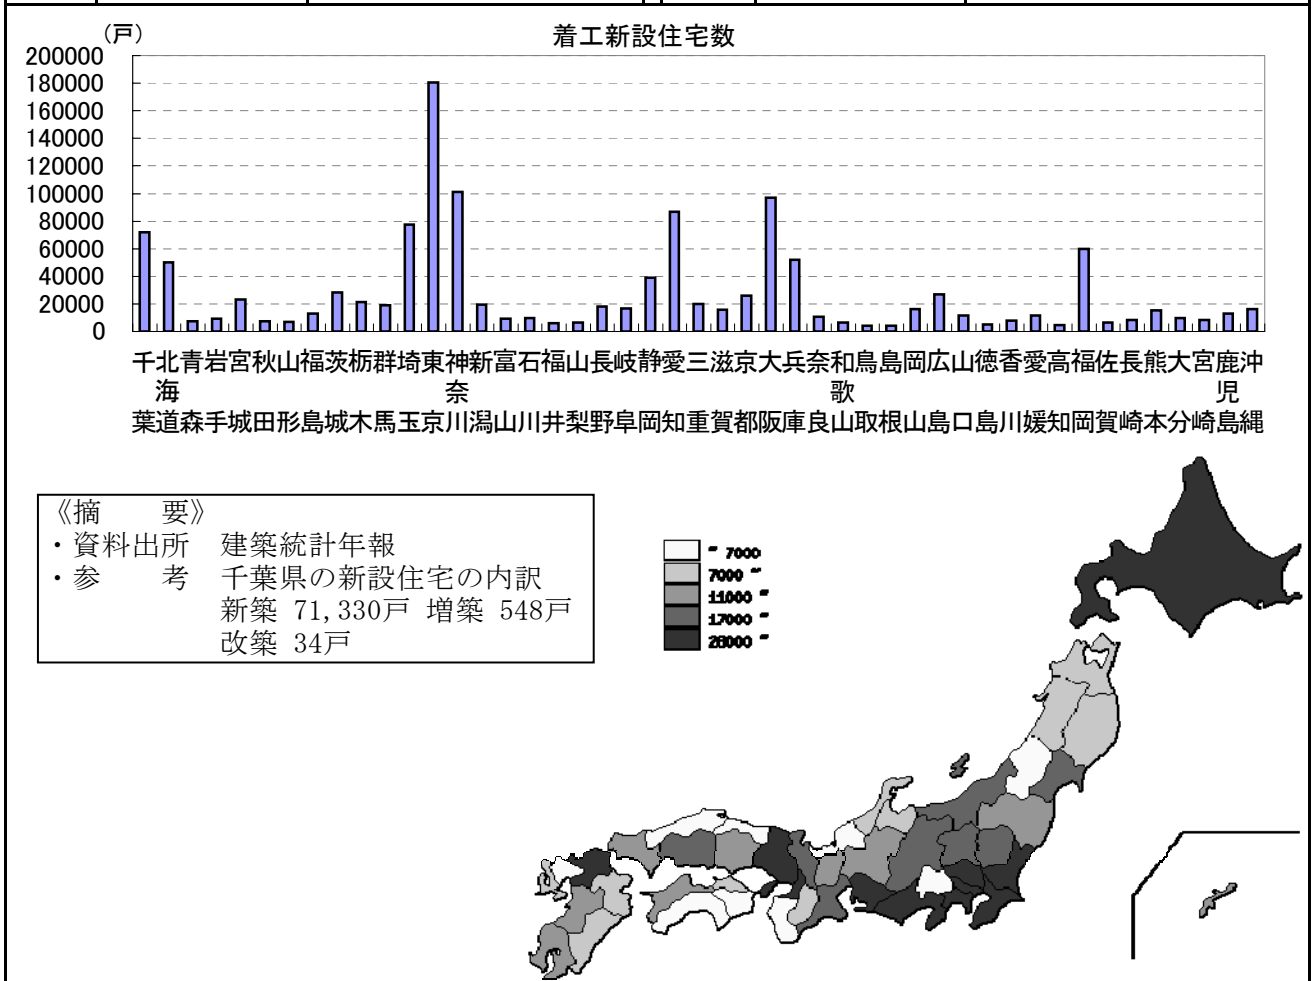 (戸)
着工新設住宅数
200000
180000
160000
140000
120000
100000
80000
60000
40000
20000
0
千北青岩宮秋山福茨栃群埼東神新富石福山長岐静愛三滋京大兵奈和鳥島岡広山徳香愛高福佐長熊大宮鹿沖
海 奈 歌 児
葉道森手城田形島城木馬玉京川潟山川井梨野阜岡知重賀都阪庫良山取根山島口島川媛知岡賀崎本分崎島縄
《摘 要》
・資料出所 建築統計年報
・参 考 千葉県の新設住宅の内訳
新築 71,330戸 増築 548戸
改築 34戸
~ 7000
7000 ~
11000 ~
17000 ~